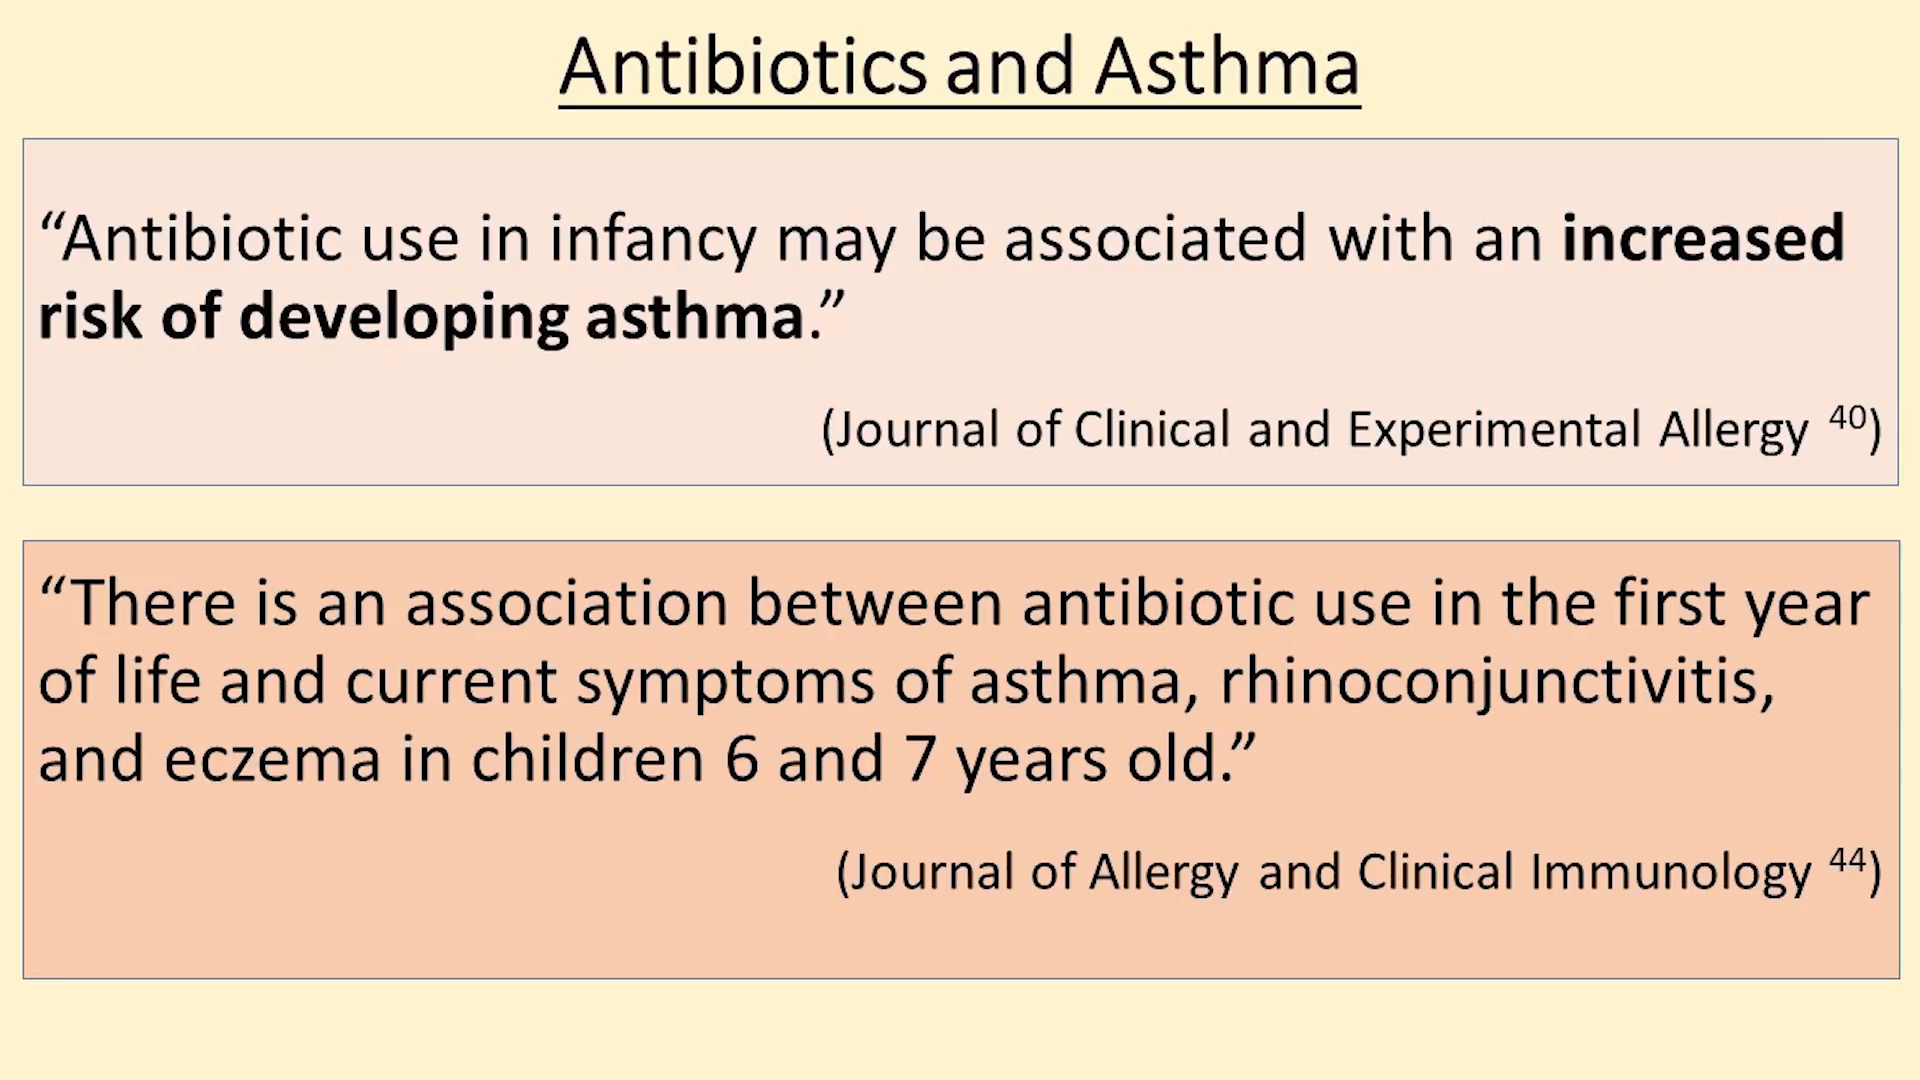 Antibiotics and Asthma
“Antibiotic use in infancy may be associated with an increased
risk of developing asthma.”
(Journal of Clinical and Experimental Allergy 40)
“There is an association between antibiotic use in the first year
of life and current symptoms of asthma, rhinoconjunctivitis,
and eczema in children 6 and 7 years old.”
(Journal of Allergy and Clinical Immunology 44)